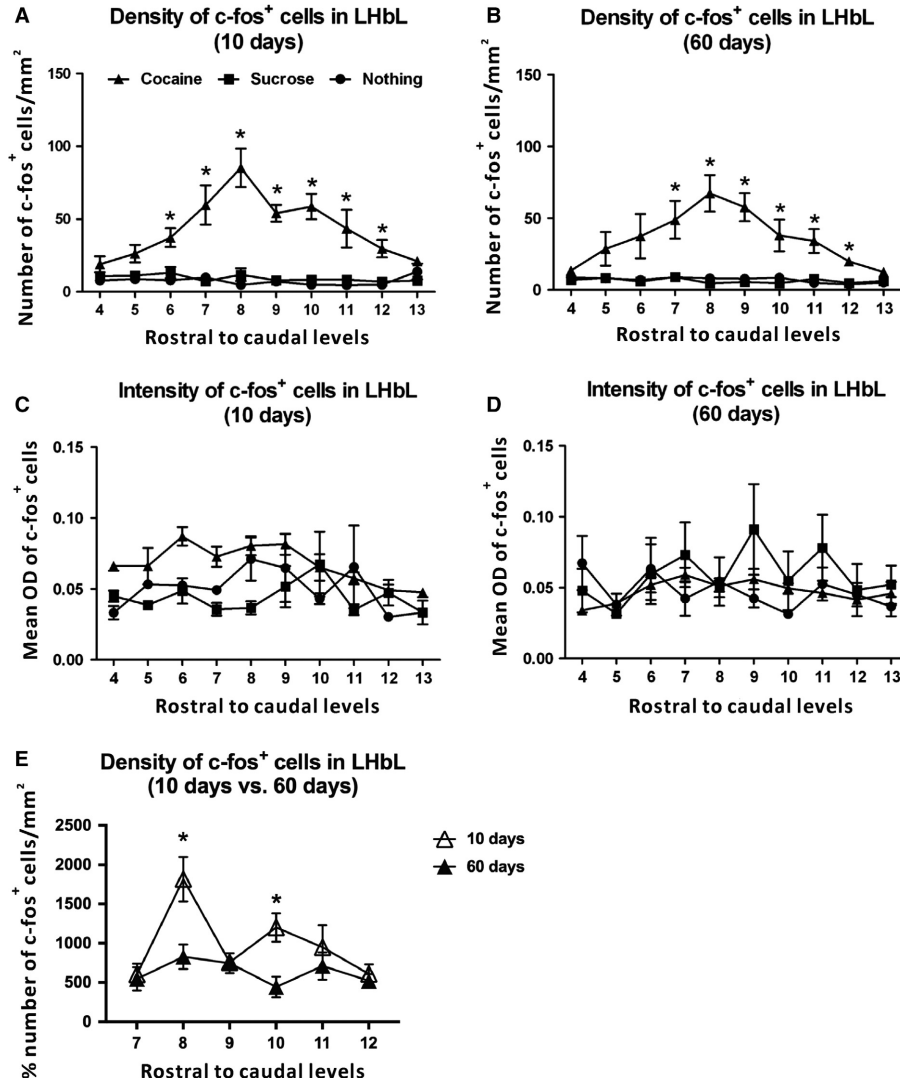 A
Density of c-fos⁺ cells in LHbL
(10 days)
Number of c-fos⁺ cells/mm²
150
100
50
0
Cocaine Sucrose Nothing
* * * * * * *
4 5 6 7 8 9 10 11 12 13
Rostral to caudal levels
B
Density of c-fos⁺ cells in LHbL
(60 days)
Number of c-fos⁺ cells/mm²
150
100
50
0
* * * * * *
4 5 6 7 8 9 10 11 12 13
Rostral to caudal levels
C
Intensity of c-fos⁺ cells in LHbL
(10 days)
Mean OD of c-fos⁺ cells
0.15
0.10
0.05
0.00
4 5 6 7 8 9 10 11 12 13
Rostral to caudal levels
D
Intensity of c-fos⁺ cells in LHbL
(60 days)
Mean OD of c-fos⁺ cells
0.15
0.10
0.05
0.00
4 5 6 7 8 9 10 11 12 13
Rostral to caudal levels
E
Density of c-fos⁺ cells in LHbL
(10 days vs. 60 days)
% number of c-fos⁺ cells/mm²
2500
2000
1500
1000
500
0
* *
10 days
60 days
7 8 9 10 11 12
Rostral to caudal levels